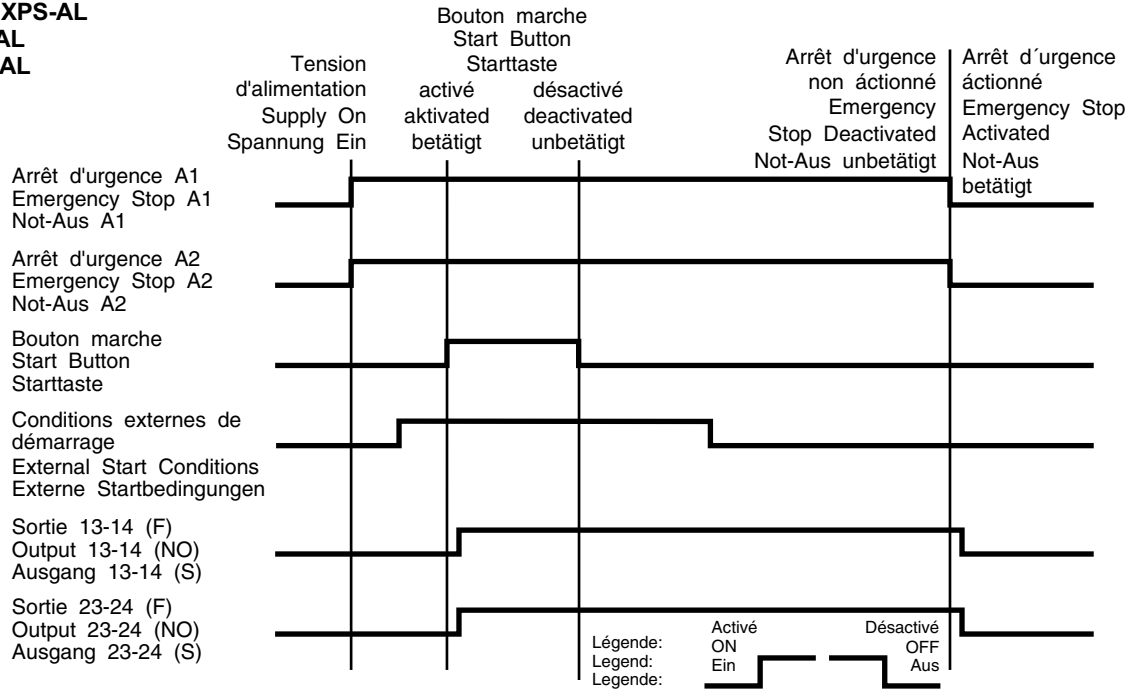 XPS-AL
AL
AL
Bouton marche
Start Button
Starttaste
Tension
d'alimentation
Supply On
Spannung Ein
activé
aktivated
betätigt
désactivé
deactivated
unbetätigt
Arrêt d'urgence
non áctionné
Emergency
Stop Deactivated
Not-Aus unbetätigt
Arrêt d´urgence
áctionné
Emergency Stop
Activated
Not-Aus
betätigt
Arrêt d'urgence A1
Emergency Stop A1
Not-Aus A1
Arrêt d'urgence A2
Emergency Stop A2
Not-Aus A2
Bouton marche
Start Button
Starttaste
Conditions externes de
démarrage
External Start Conditions
Externe Startbedingungen
Sortie 13-14 (F)
Output 13-14 (NO)
Ausgang 13-14 (S)
Sortie 23-24 (F)
Output 23-24 (NO)
Ausgang 23-24 (S)
Légende:
Legend:
Legende:
Activé
ON
Ein
Désactivé
OFF
Aus